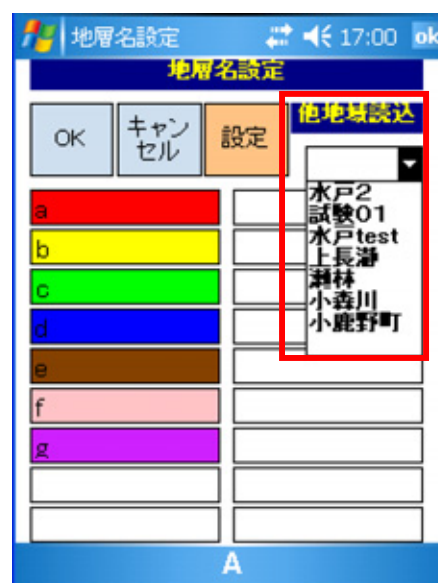 地層名設定 17:00 ok
地層名設定
OK
キャン
セル
設定
他地域読込
水戸2
試験01
水戸test
上長瀞
瀬林
小森川
小鹿野町
a
b
c
d
e
f
g
A